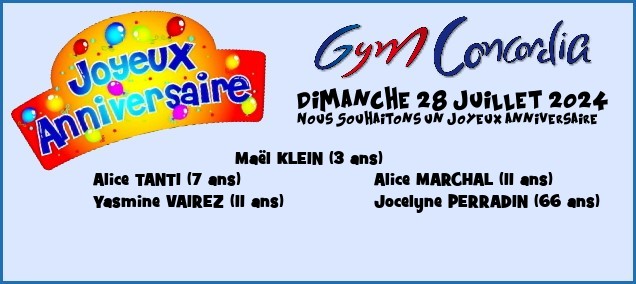 Joyeux
Anniversaire
Gym Concordia
DIMANCHE 28 JUILLET 2024
NOUS SOUHAITONS UN JOYEUX ANNIVERSAIRE
Maël KLEIN (3 ans)
Alice TANTI (7 ans)
Alice MARCHAL (11 ans)
Yasmine VAIREZ (11 ans)
Jocelyne PERRADIN (66 ans)